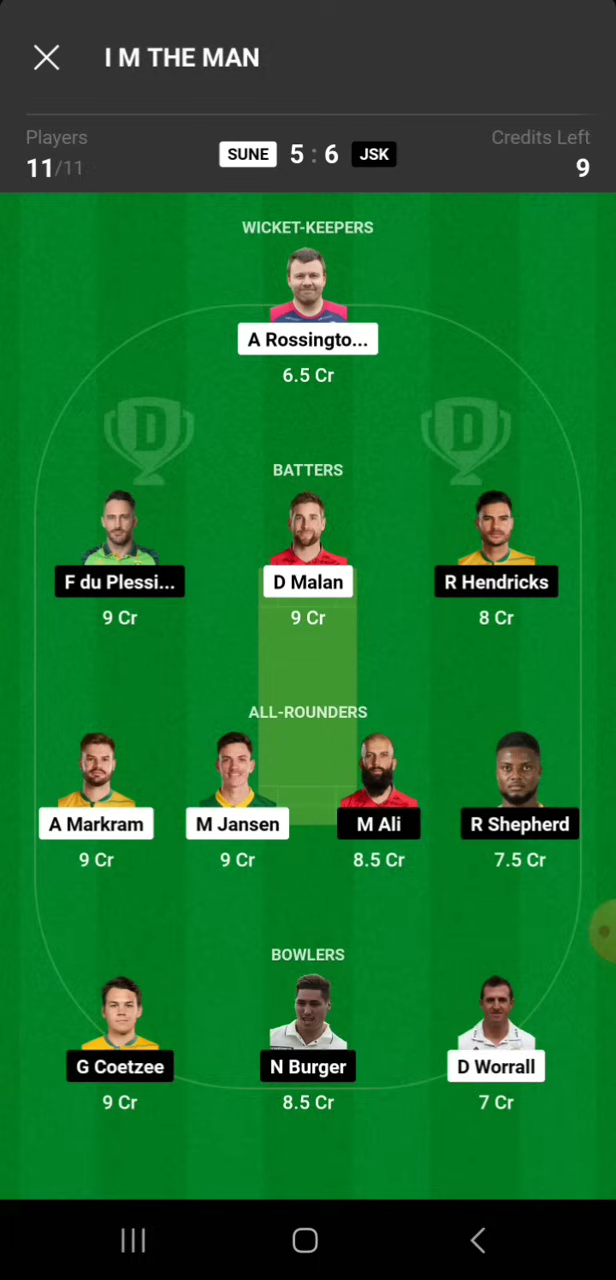 I M THE MAN
Players
Credits Left
11/11
SUNE 5 : 6 JSK
9
WICKET-KEEPERS
A Rossingto...
6.5 Cr
BATTERS
F du Plessi...
D Malan
R Hendricks
9 Cr
9 Cr
8 Cr
ALL-ROUNDERS
A Markram
M Jansen
M Ali
R Shepherd
9 Cr
9 Cr
8.5 Cr
7.5 Cr
BOWLERS
G Coetzee
N Burger
D Worrall
9 Cr
8.5 Cr
7 Cr